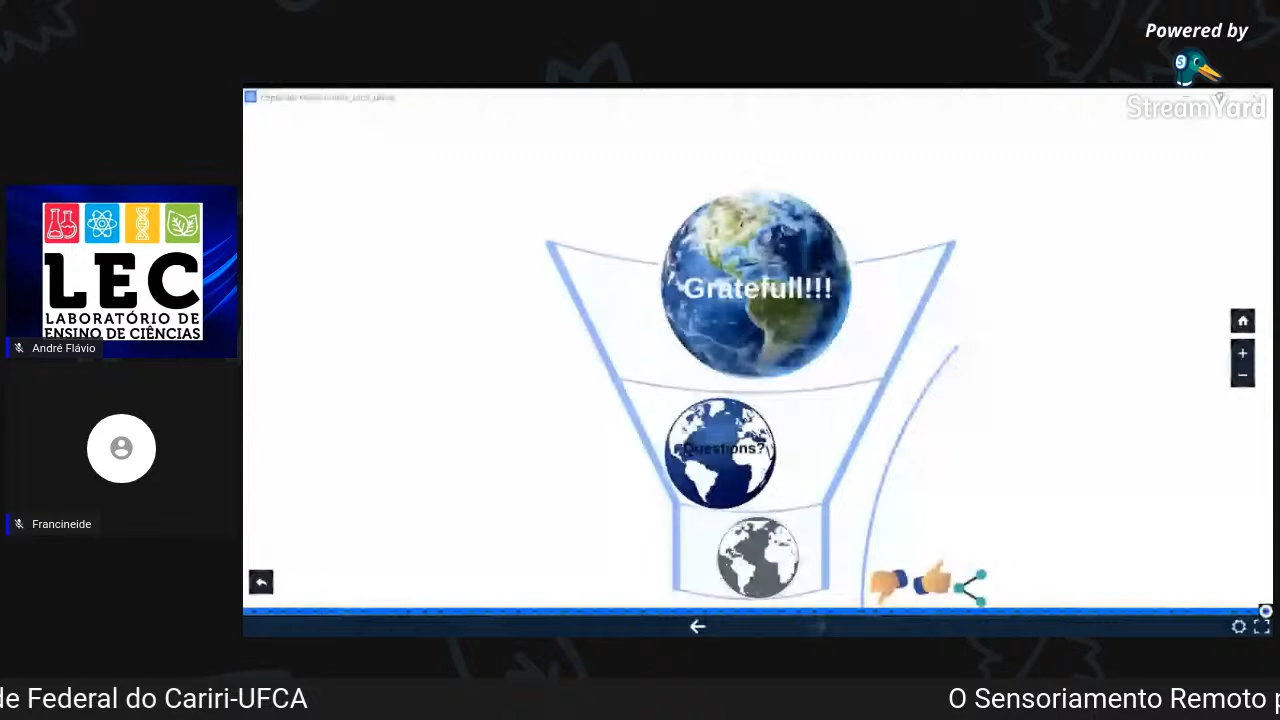 Powered by
StreamYard
LEC
LABORATÓRIO DE
ENSINO DE CIÊNCIAS
André Flávio
Francineide
Gratefull!!!
¿Questions?
de Federal do Cariri-UFCA
O Sensoriamento Remoto p